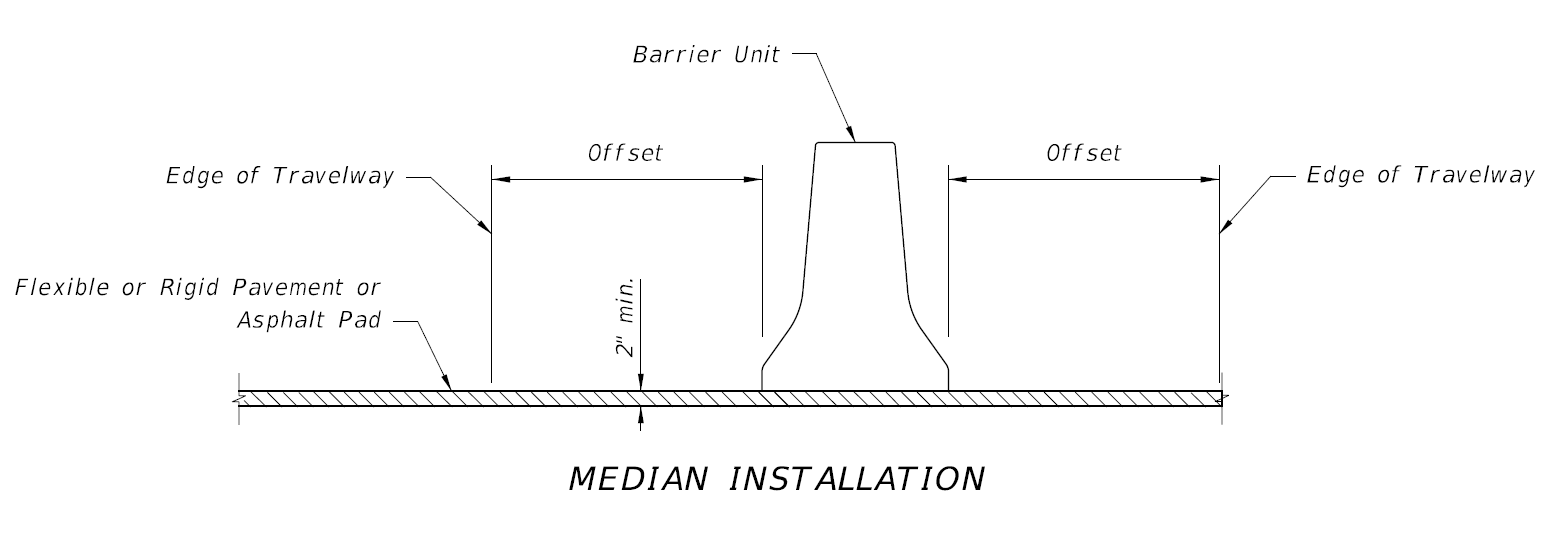 Barrier Unit
Offset
Offset
Edge of Travelway
Edge of Travelway
Flexible or Rigid Pavement or
Asphalt Pad
2" min.
MEDIAN INSTALLATION